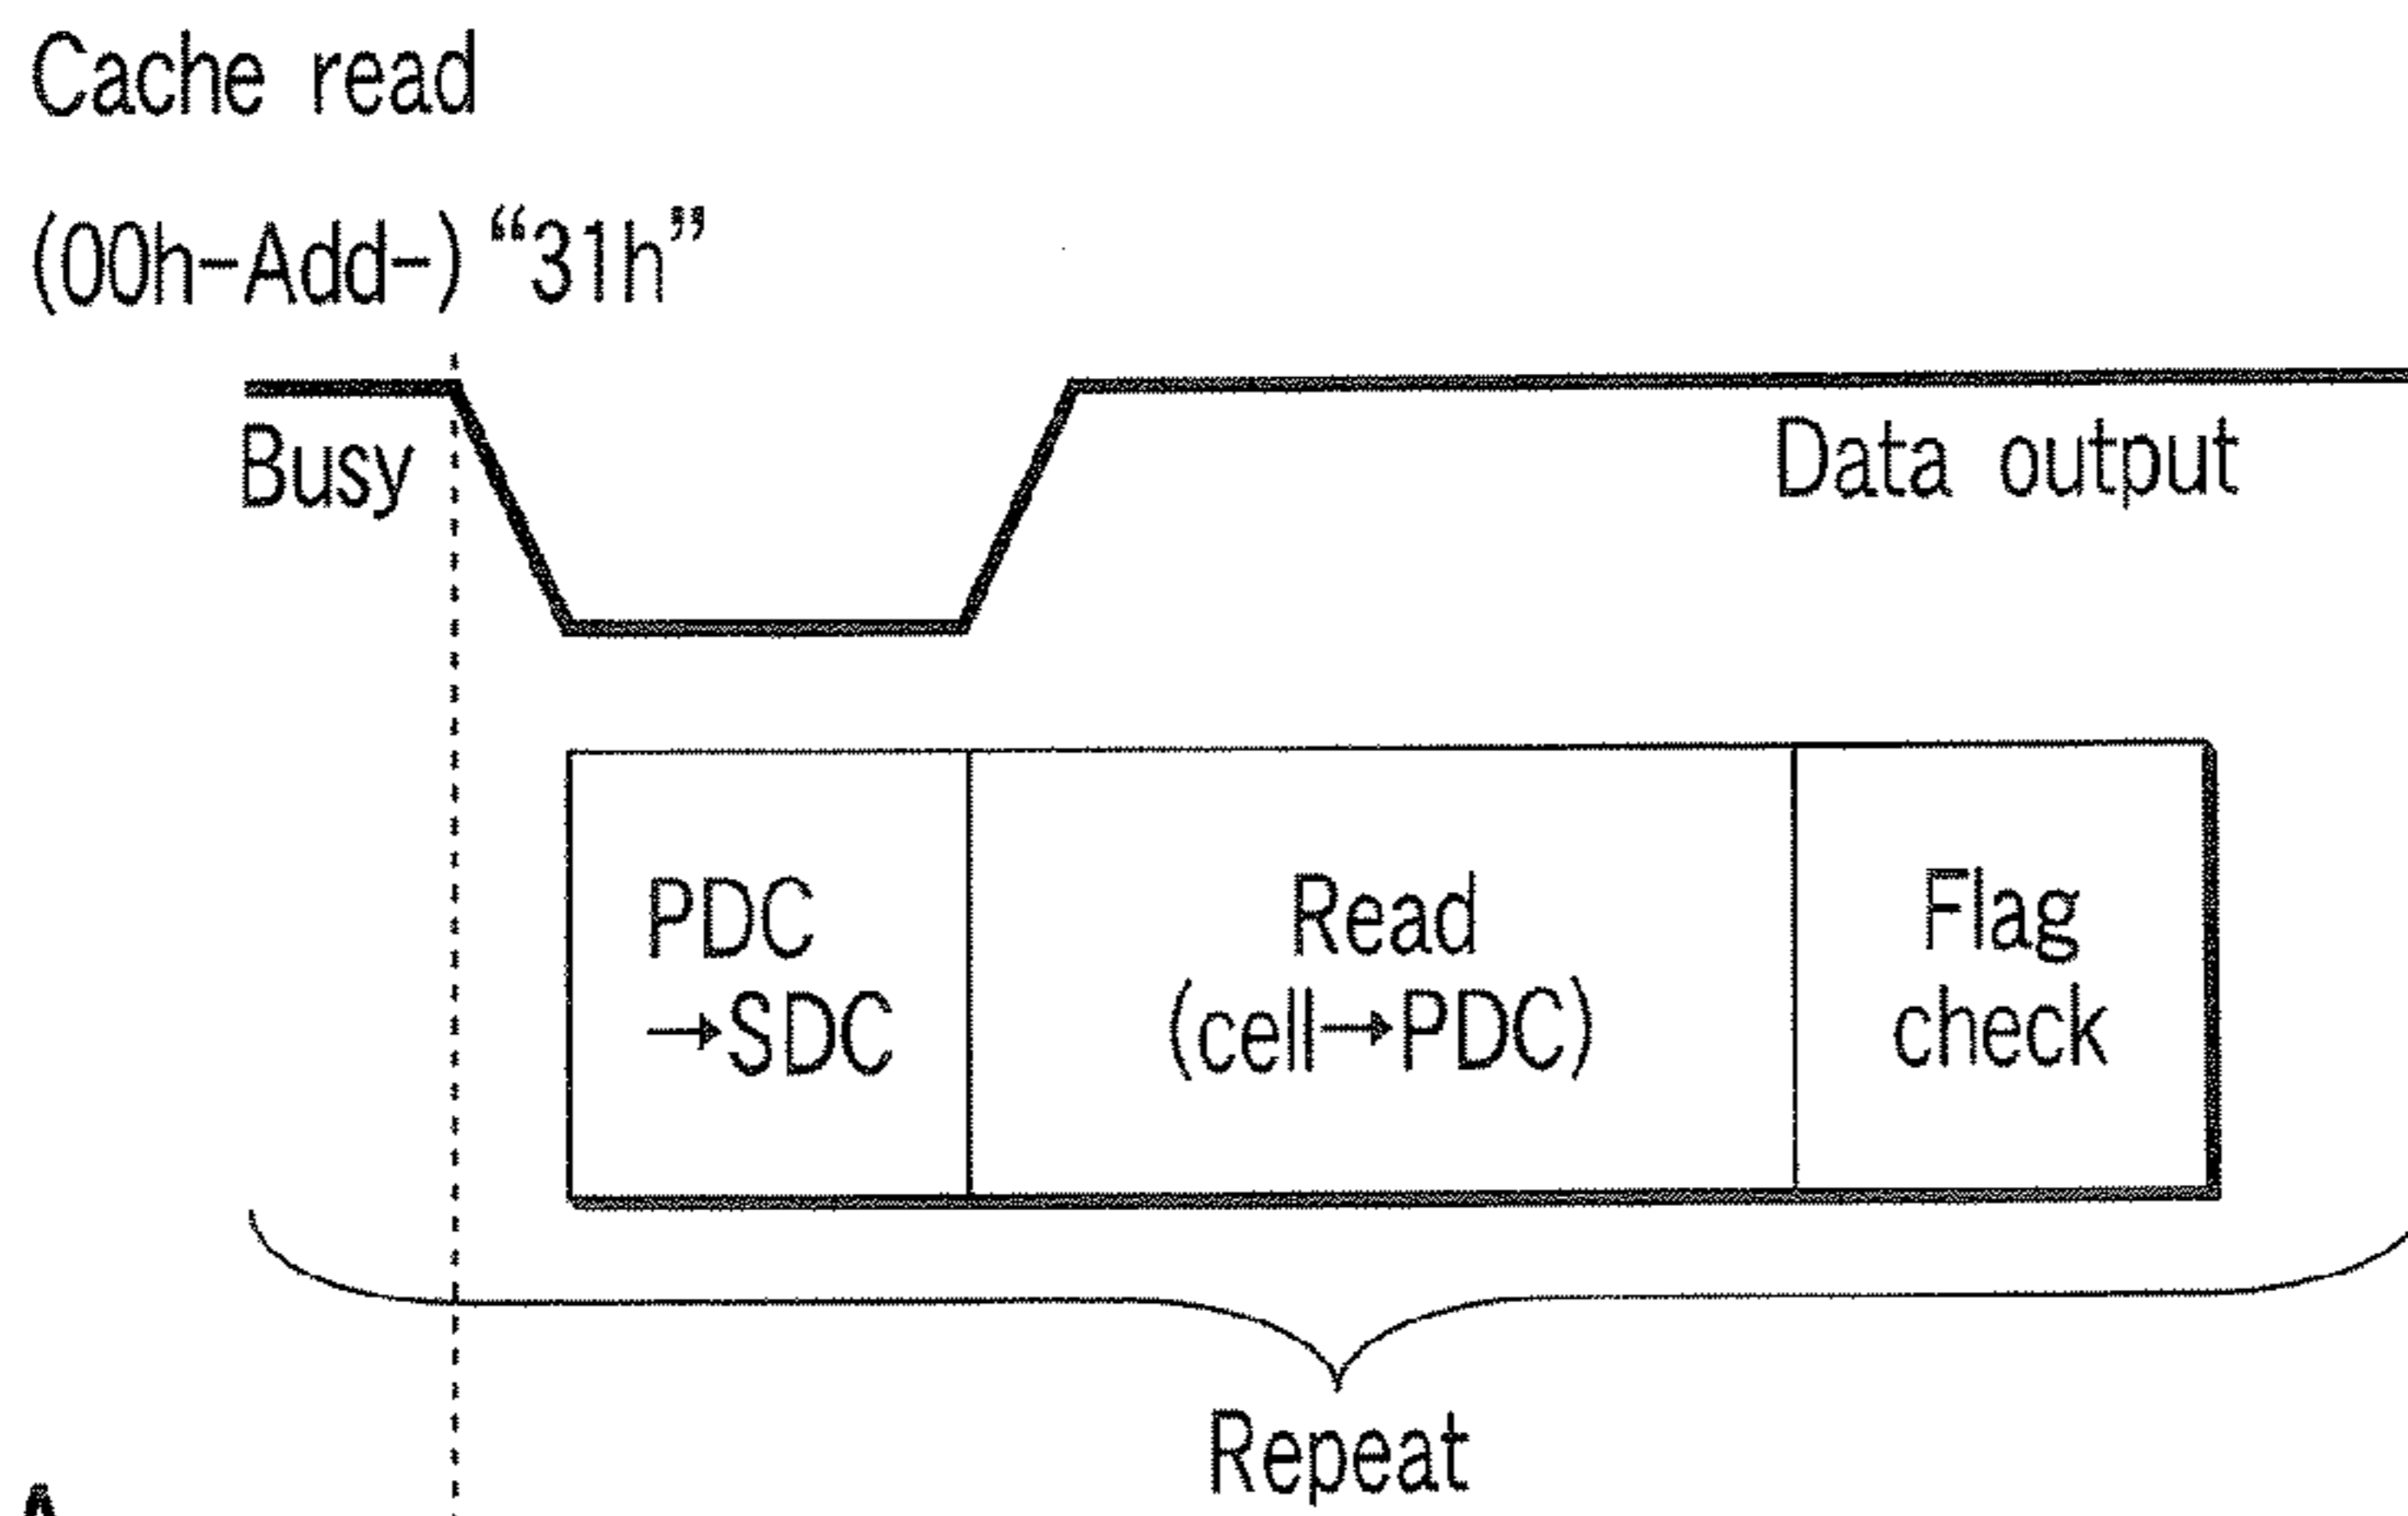 Cache read
(00h-Add-) “31h”
Busy
Data output
PDC
→SDC
Read
(cell→PDC)
Flag
check
Repeat